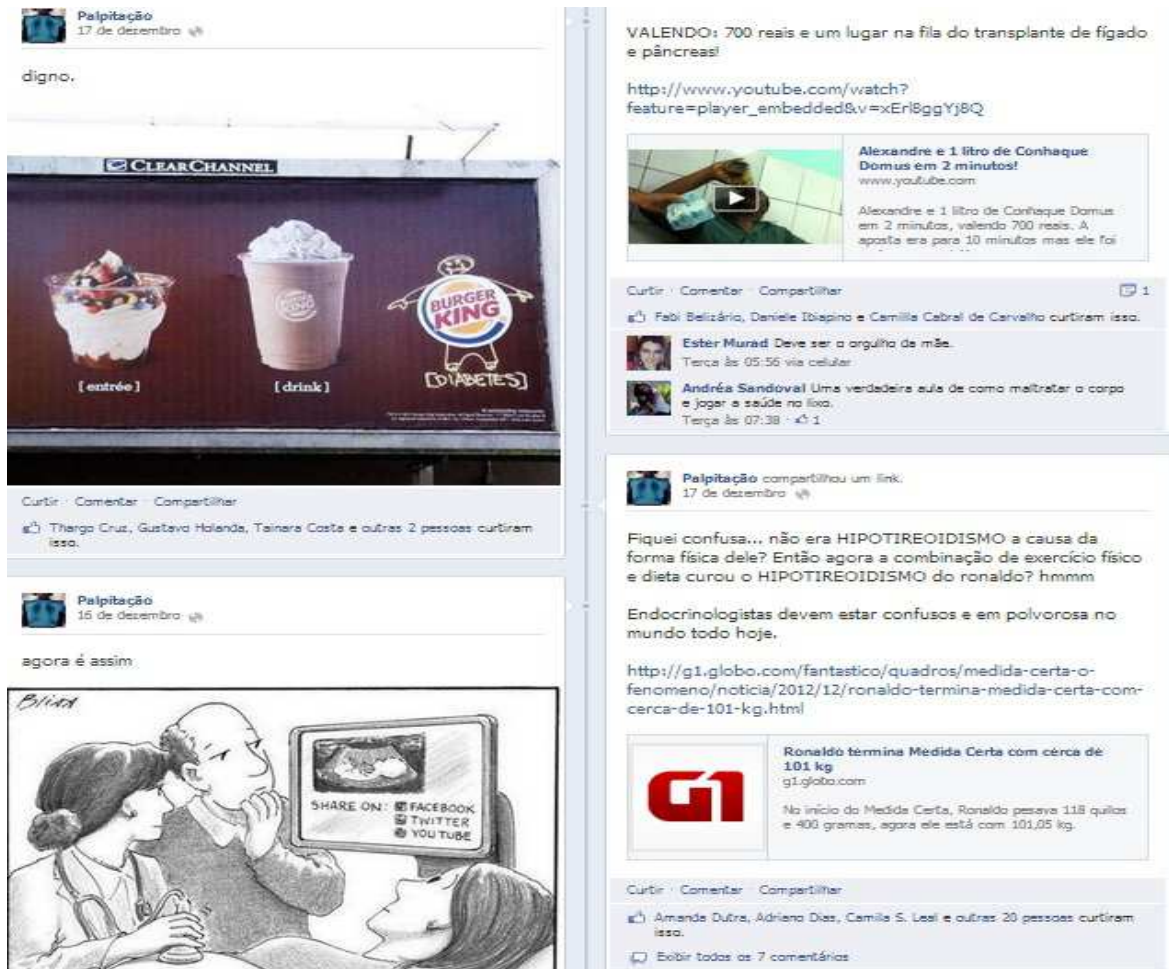 Palpitação
17 de dezembro
digno.
CLEARCHANNEL
BURGER
KING
[entrée]
[drink]
[DIABETES]
Curtir · Comentar · Compartilhar
Thargo Cruz, Gustavo Holanda, Tainara Costa e outras 2 pessoas curtiram
isso.
Palpitação
16 de dezembro
agora é assim
SHARE ON: FACEBOOK
TWITTER
YOU TUBE
VALENDO: 700 reais e um lugar na fila do transplante de fígado
e pâncreas!
http://www.youtube.com/watch?
feature=player_embedded&v=xErl8ggYj8Q
Alexandre e 1 litro de Conhaque
Domus em 2 minutos!
www.youtube.com
Alexandre e 1 litro de Conhaque Domus
em 2 minutos, valendo 700 reais. A
aposta era para 10 minutos mas ele foi
Curtir · Comentar · Compartilhar
1
Fabi Belizário, Daniele Ibiapino e Camilla Cabral de Carvalho curtiram isso.
Ester Murad Deve ser o orgulho da mãe.
Terça às 05:56 via celular
Andréa Sandoval Uma verdadeira aula de como maltratar o corpo
e jogar a saúde no lixo.
Terça às 07:38 · 1
Palpitação compartilhou um link.
17 de dezembro
Fiquei confusa... não era HIPOTIREOIDISMO a causa da
forma física dele? Então agora a combinação de exercício físico
e dieta curou o HIPOTIREOIDISMO do ronaldo? hmmm
Endocrinologistas devem estar confusos e em polvorosa no
mundo todo hoje.
http://g1.globo.com/fantastico/quadros/medida-certa-o-
fenomeno/noticia/2012/12/ronaldo-termina-medida-certa-com-
cerca-de-101-kg.html
G1
Ronaldo termina Medida Certa com cerca de
101 kg
g1.globo.com
No início do Medida Certa, Ronaldo pesava 118 quilos
e 400 gramas, agora ele está com 101,05 kg.
Curtir · Comentar · Compartilhar
Amanda Dutra, Adriano Dias, Camila S. Leal e outras 20 pessoas curtiram
isso.
Exibir todos os 7 comentários